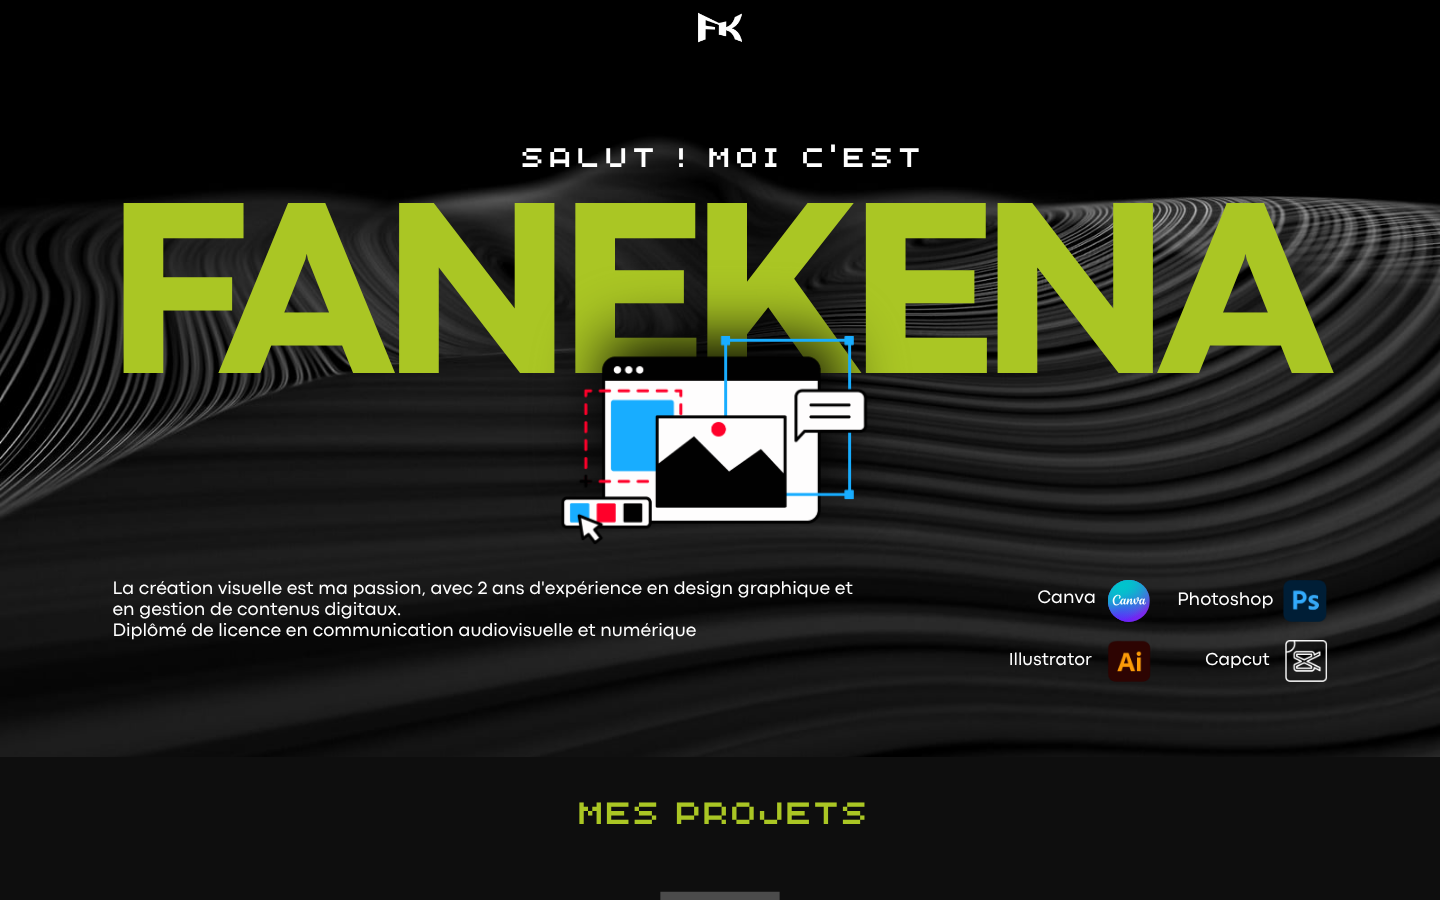 FK
SALUT ! MOI C'EST
FANEKENA
La création visuelle est ma passion, avec 2 ans d'expérience en design graphique et
en gestion de contenus digitaux.
Diplômé de licence en communication audiovisuelle et numérique
Canva Canva Photoshop Ps
Illustrator Ai Capcut
MES PROJETS